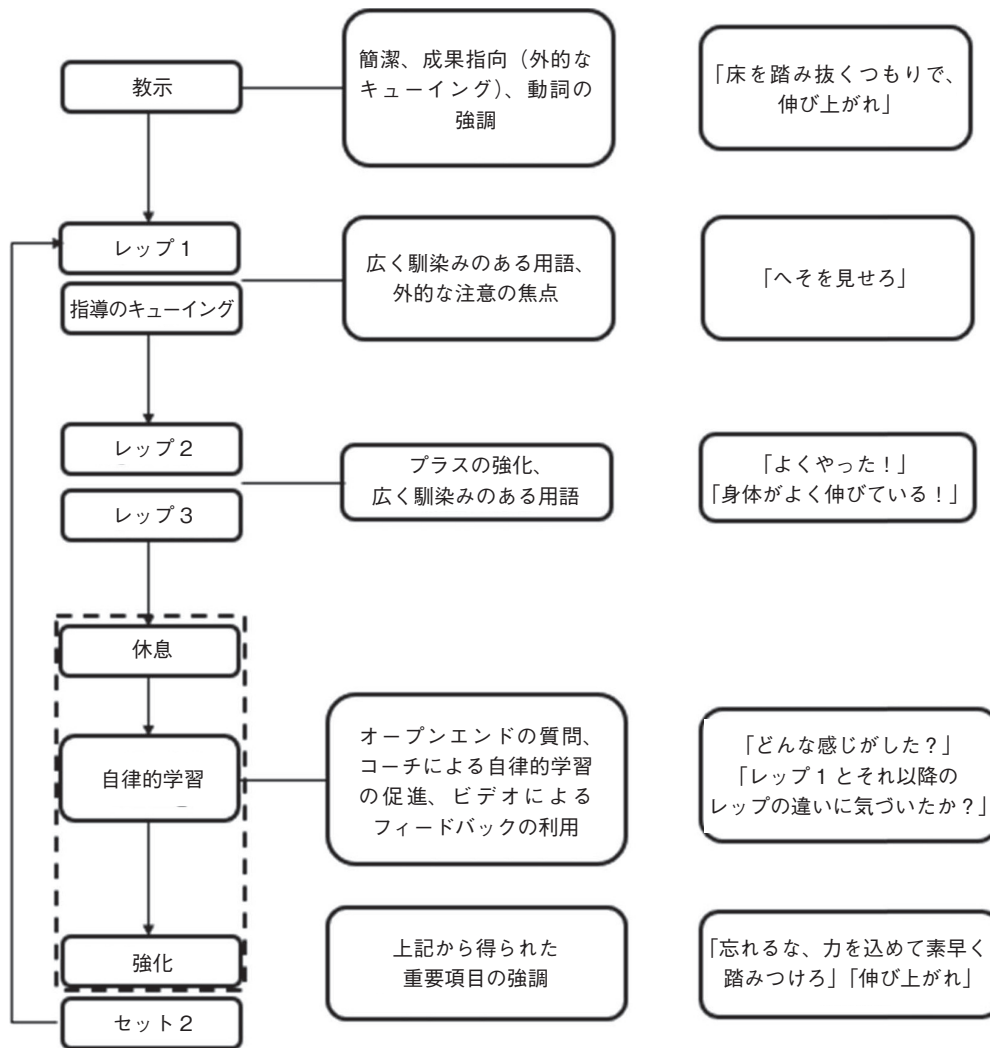 教示
簡潔、成果指向（外的な
キューイング）、動詞の
強調
「床を踏み抜くつもりで、
伸び上がれ」
レップ１
指導のキューイング
広く馴染みのある用語、
外的な注意の焦点
「へそを見せろ」
レップ２
レップ３
プラスの強化、
広く馴染みのある用語
「よくやった！」
「身体がよく伸びている！」
休息
自律的学習
オープンエンドの質問、
コーチによる自律的学習
の促進、ビデオによる
フィードバックの利用
「どんな感じがした？」
「レップ１とそれ以降の
レップの違いに気づいたか？」
強化
上記から得られた
重要項目の強調
「忘れるな、力を込めて素早く
踏みつけろ」「伸び上がれ」
セット２